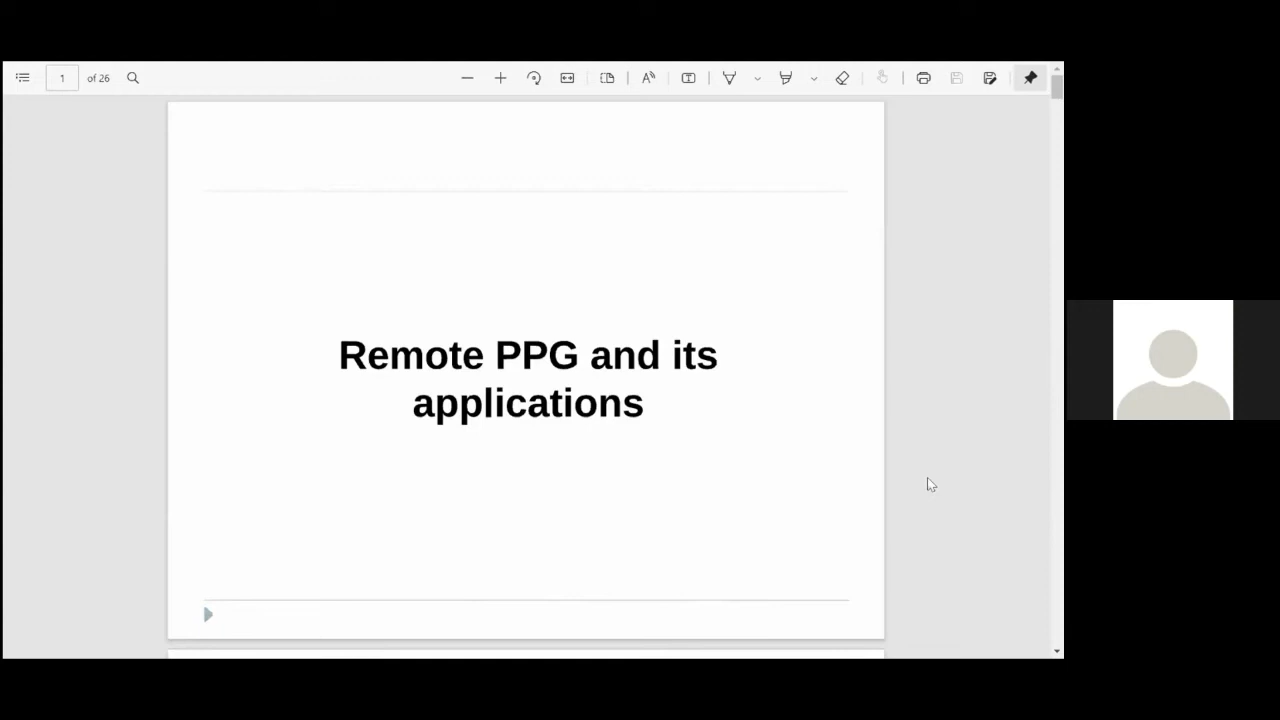 1 of 26
Remote PPG and its
applications